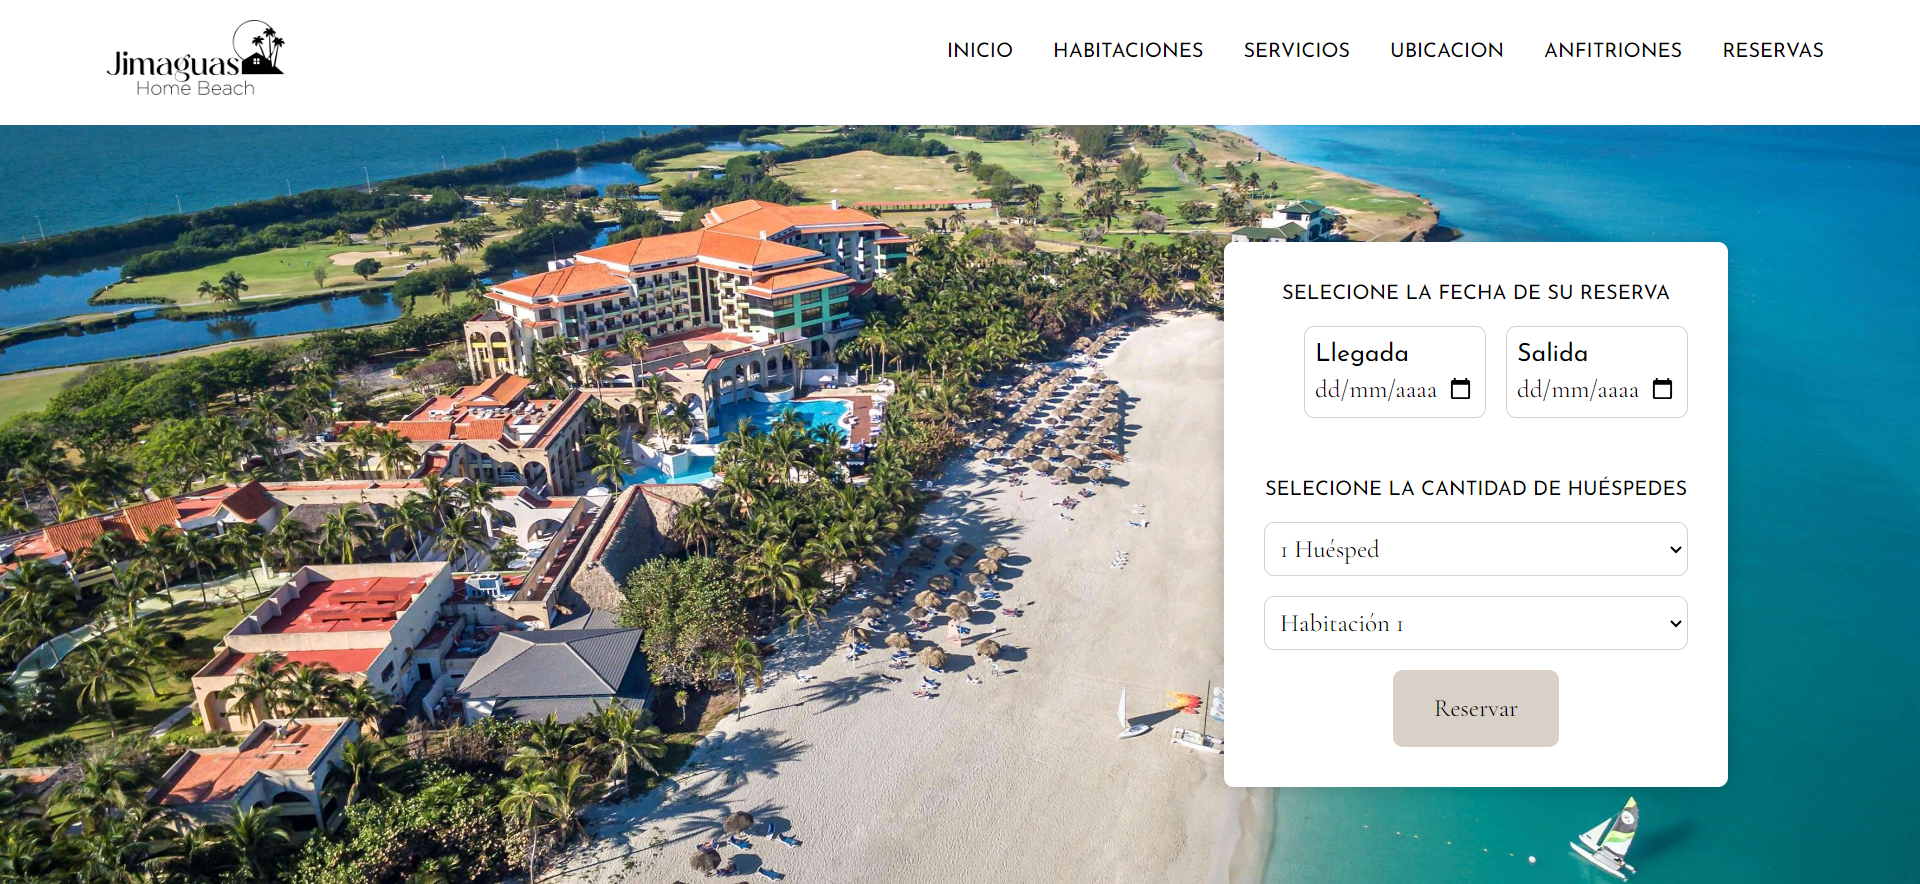 Jimaguas
Home Beach
INICIO HABITACIONES SERVICIOS UBICACION ANFITRIONES RESERVAS
SELECIONE LA FECHA DE SU RESERVA
Llegada Salida
dd/mm/aaaa dd/mm/aaaa
SELECIONE LA CANTIDAD DE HUÉSPEDES
1 Huésped
Habitación 1
Reservar